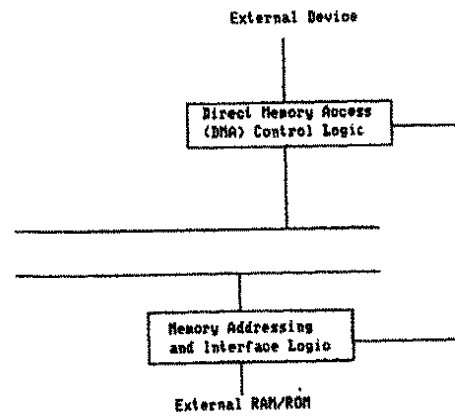 External Device
Direct Memory Access
(DMA) Control Logic
Memory Addressing
and Interface Logic
External RAM/ROM